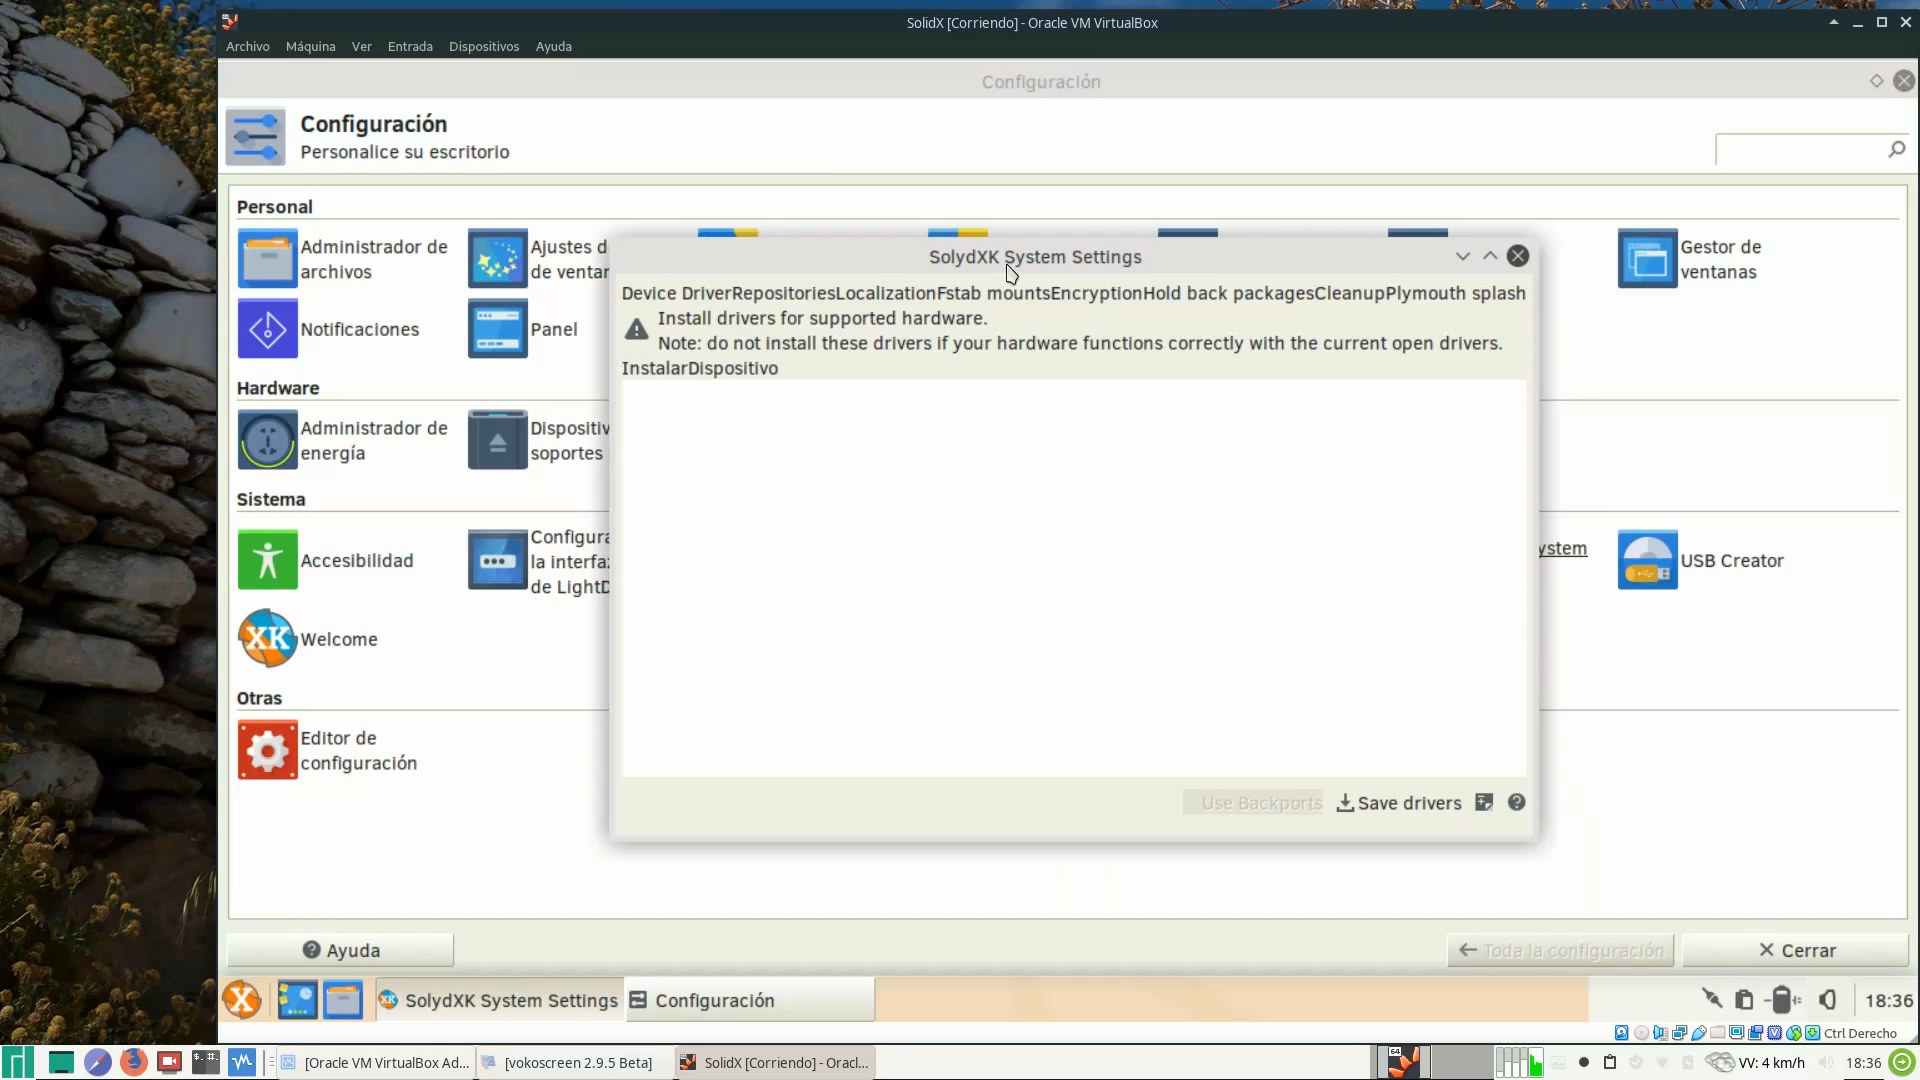 SolidX [Corriendo] - Oracle VM VirtualBox
Archivo Máquina Ver Entrada Dispositivos Ayuda
Configuración
Configuración
Personalice su escritorio
Personal
Administrador de
archivos
Ajustes d
de ventar
Gestor de
ventanas
Notificaciones
Panel
Hardware
Administrador de
energía
Dispositiv
soportes
Sistema
Accesibilidad
Configura
la interfaz
de LightD
ystem
USB Creator
Welcome
Otras
Editor de
configuración
SolydXK System Settings
Device DriverRepositoriesLocalizationFstab mountsEncryptionHold back packagesCleanupPlymouth splash
Install drivers for supported hardware.
Note: do not install these drivers if your hardware functions correctly with the current open drivers.
InstalarDispositivo
Use Backports Save drivers
Ayuda
Toda la configuración
Cerrar
SolydXK System Settings Configuración 18:36
Ctrl Derecho
[Oracle VM VirtualBox Ad... [vokoscreen 2.9.5 Beta] SolidX [Corriendo] - Oracl... 64 VV: 4 km/h 18:36